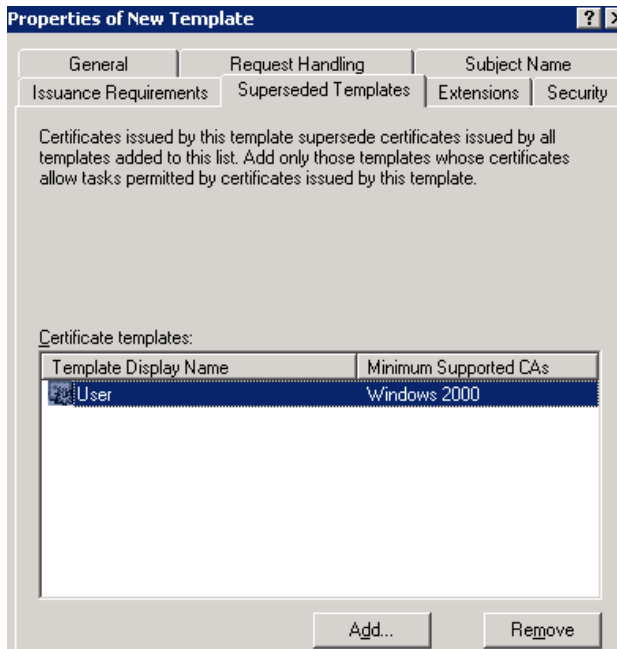 Properties of New Template
General
Request Handling
Subject Name
Issuance Requirements
Superseded Templates
Extensions
Security
Certificates issued by this template supersede certificates issued by all
templates added to this list. Add only those templates whose certificates
allow tasks permitted by certificates issued by this template.
Certificate templates:
Template Display Name
Minimum Supported CAs
User
Windows 2000
Add...
Remove